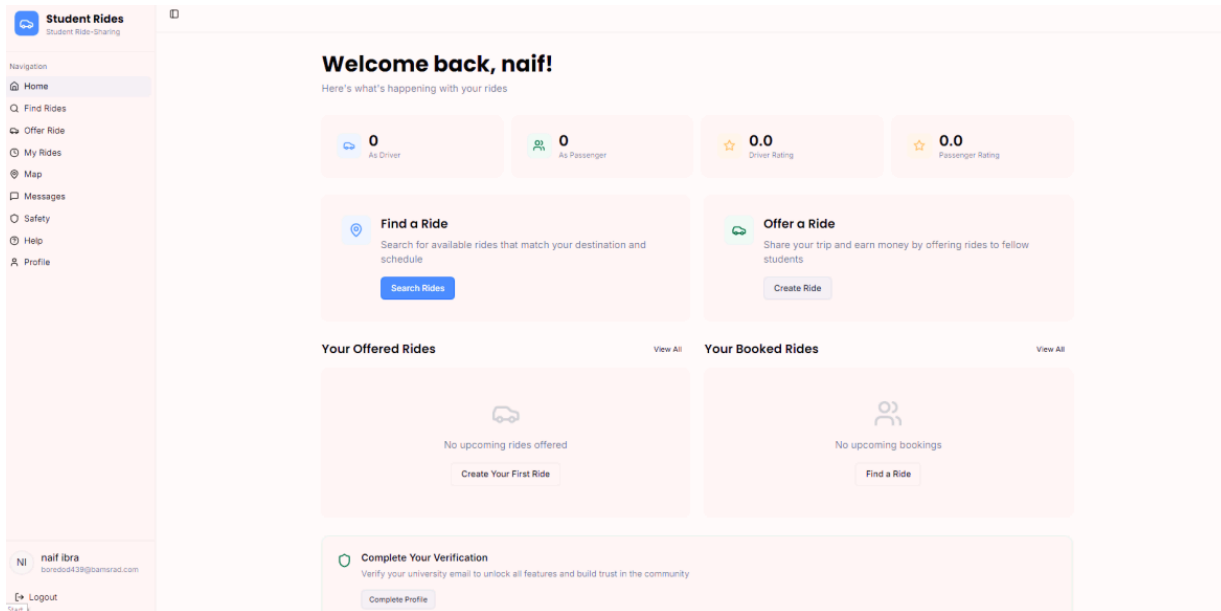 Student Rides
Student Ride-Sharing
Navigation
Home
Find Rides
Offer Ride
My Rides
Map
Messages
Safety
Help
Profile
NI
naif ibra
boredod439@bamsrad.com
Logout
Start
Welcome back, naif!
Here's what's happening with your rides
0
As Driver
0
As Passenger
0.0
Driver Rating
0.0
Passenger Rating
Find a Ride
Search for available rides that match your destination and
schedule
Search Rides
Offer a Ride
Share your trip and earn money by offering rides to fellow
students
Create Ride
Your Offered Rides
View All
No upcoming rides offered
Create Your First Ride
Your Booked Rides
View All
No upcoming bookings
Find a Ride
Complete Your Verification
Verify your university email to unlock all features and build trust in the community
Complete Profile